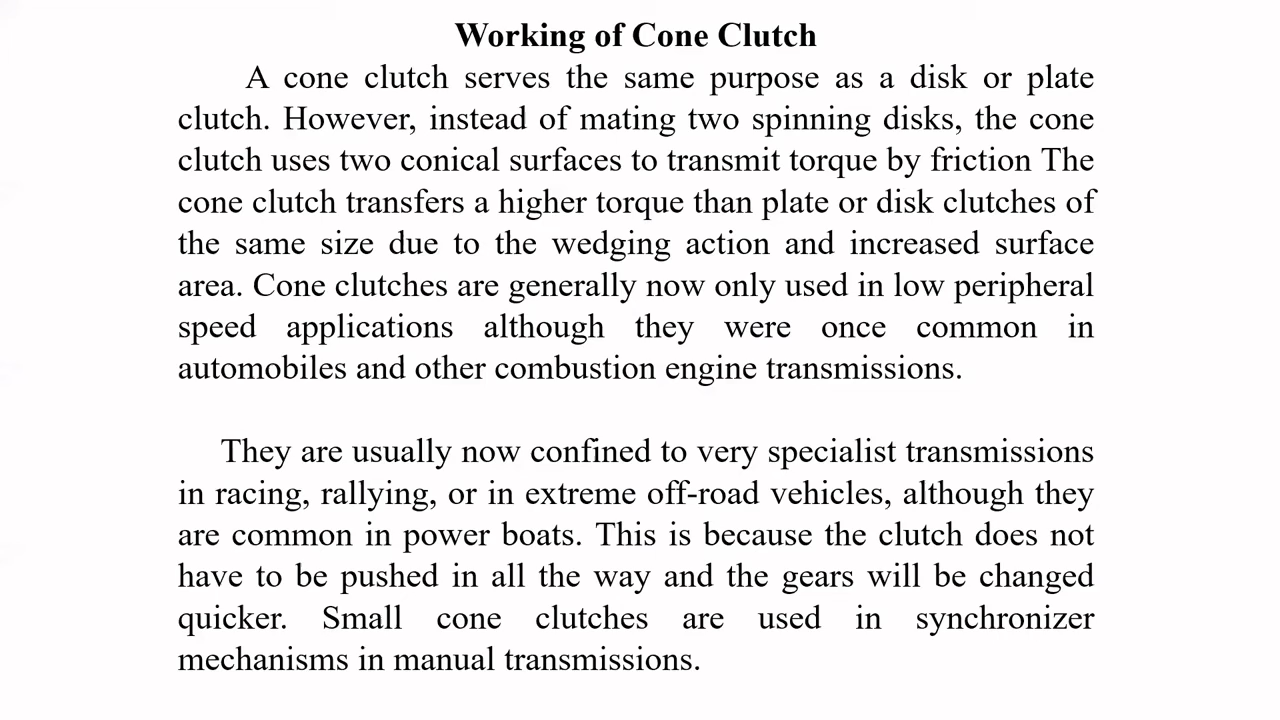 Working of Cone Clutch
A cone clutch serves the same purpose as a disk or plate
clutch. However, instead of mating two spinning disks, the cone
clutch uses two conical surfaces to transmit torque by friction The
cone clutch transfers a higher torque than plate or disk clutches of
the same size due to the wedging action and increased surface
area. Cone clutches are generally now only used in low peripheral
speed applications although they were once common in
automobiles and other combustion engine transmissions.
They are usually now confined to very specialist transmissions
in racing, rallying, or in extreme off-road vehicles, although they
are common in power boats. This is because the clutch does not
have to be pushed in all the way and the gears will be changed
quicker. Small cone clutches are used in synchronizer
mechanisms in manual transmissions.